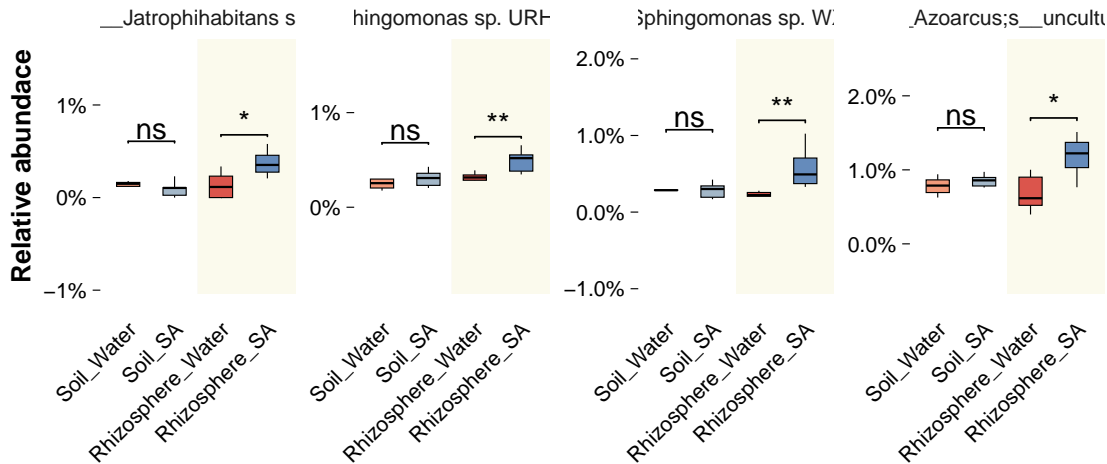 __Jatrophihabitans s
hingomonas sp. URH
Sphingomonas sp. WZ
_Azoarcus;s__uncultu
Relative abundace
1%
0%
−1%
ns
*
Soil_Water
Soil_SA
Rhizosphere_Water
Rhizosphere_SA
1%
0%
ns
**
Soil_Water
Soil_SA
Rhizosphere_Water
Rhizosphere_SA
2.0%
1.0%
0.0%
−1.0%
ns
**
Soil_Water
Soil_SA
Rhizosphere_Water
Rhizosphere_SA
2.0%
1.0%
0.0%
ns
*
Soil_Water
Soil_SA
Rhizosphere_Water
Rhizosphere_SA